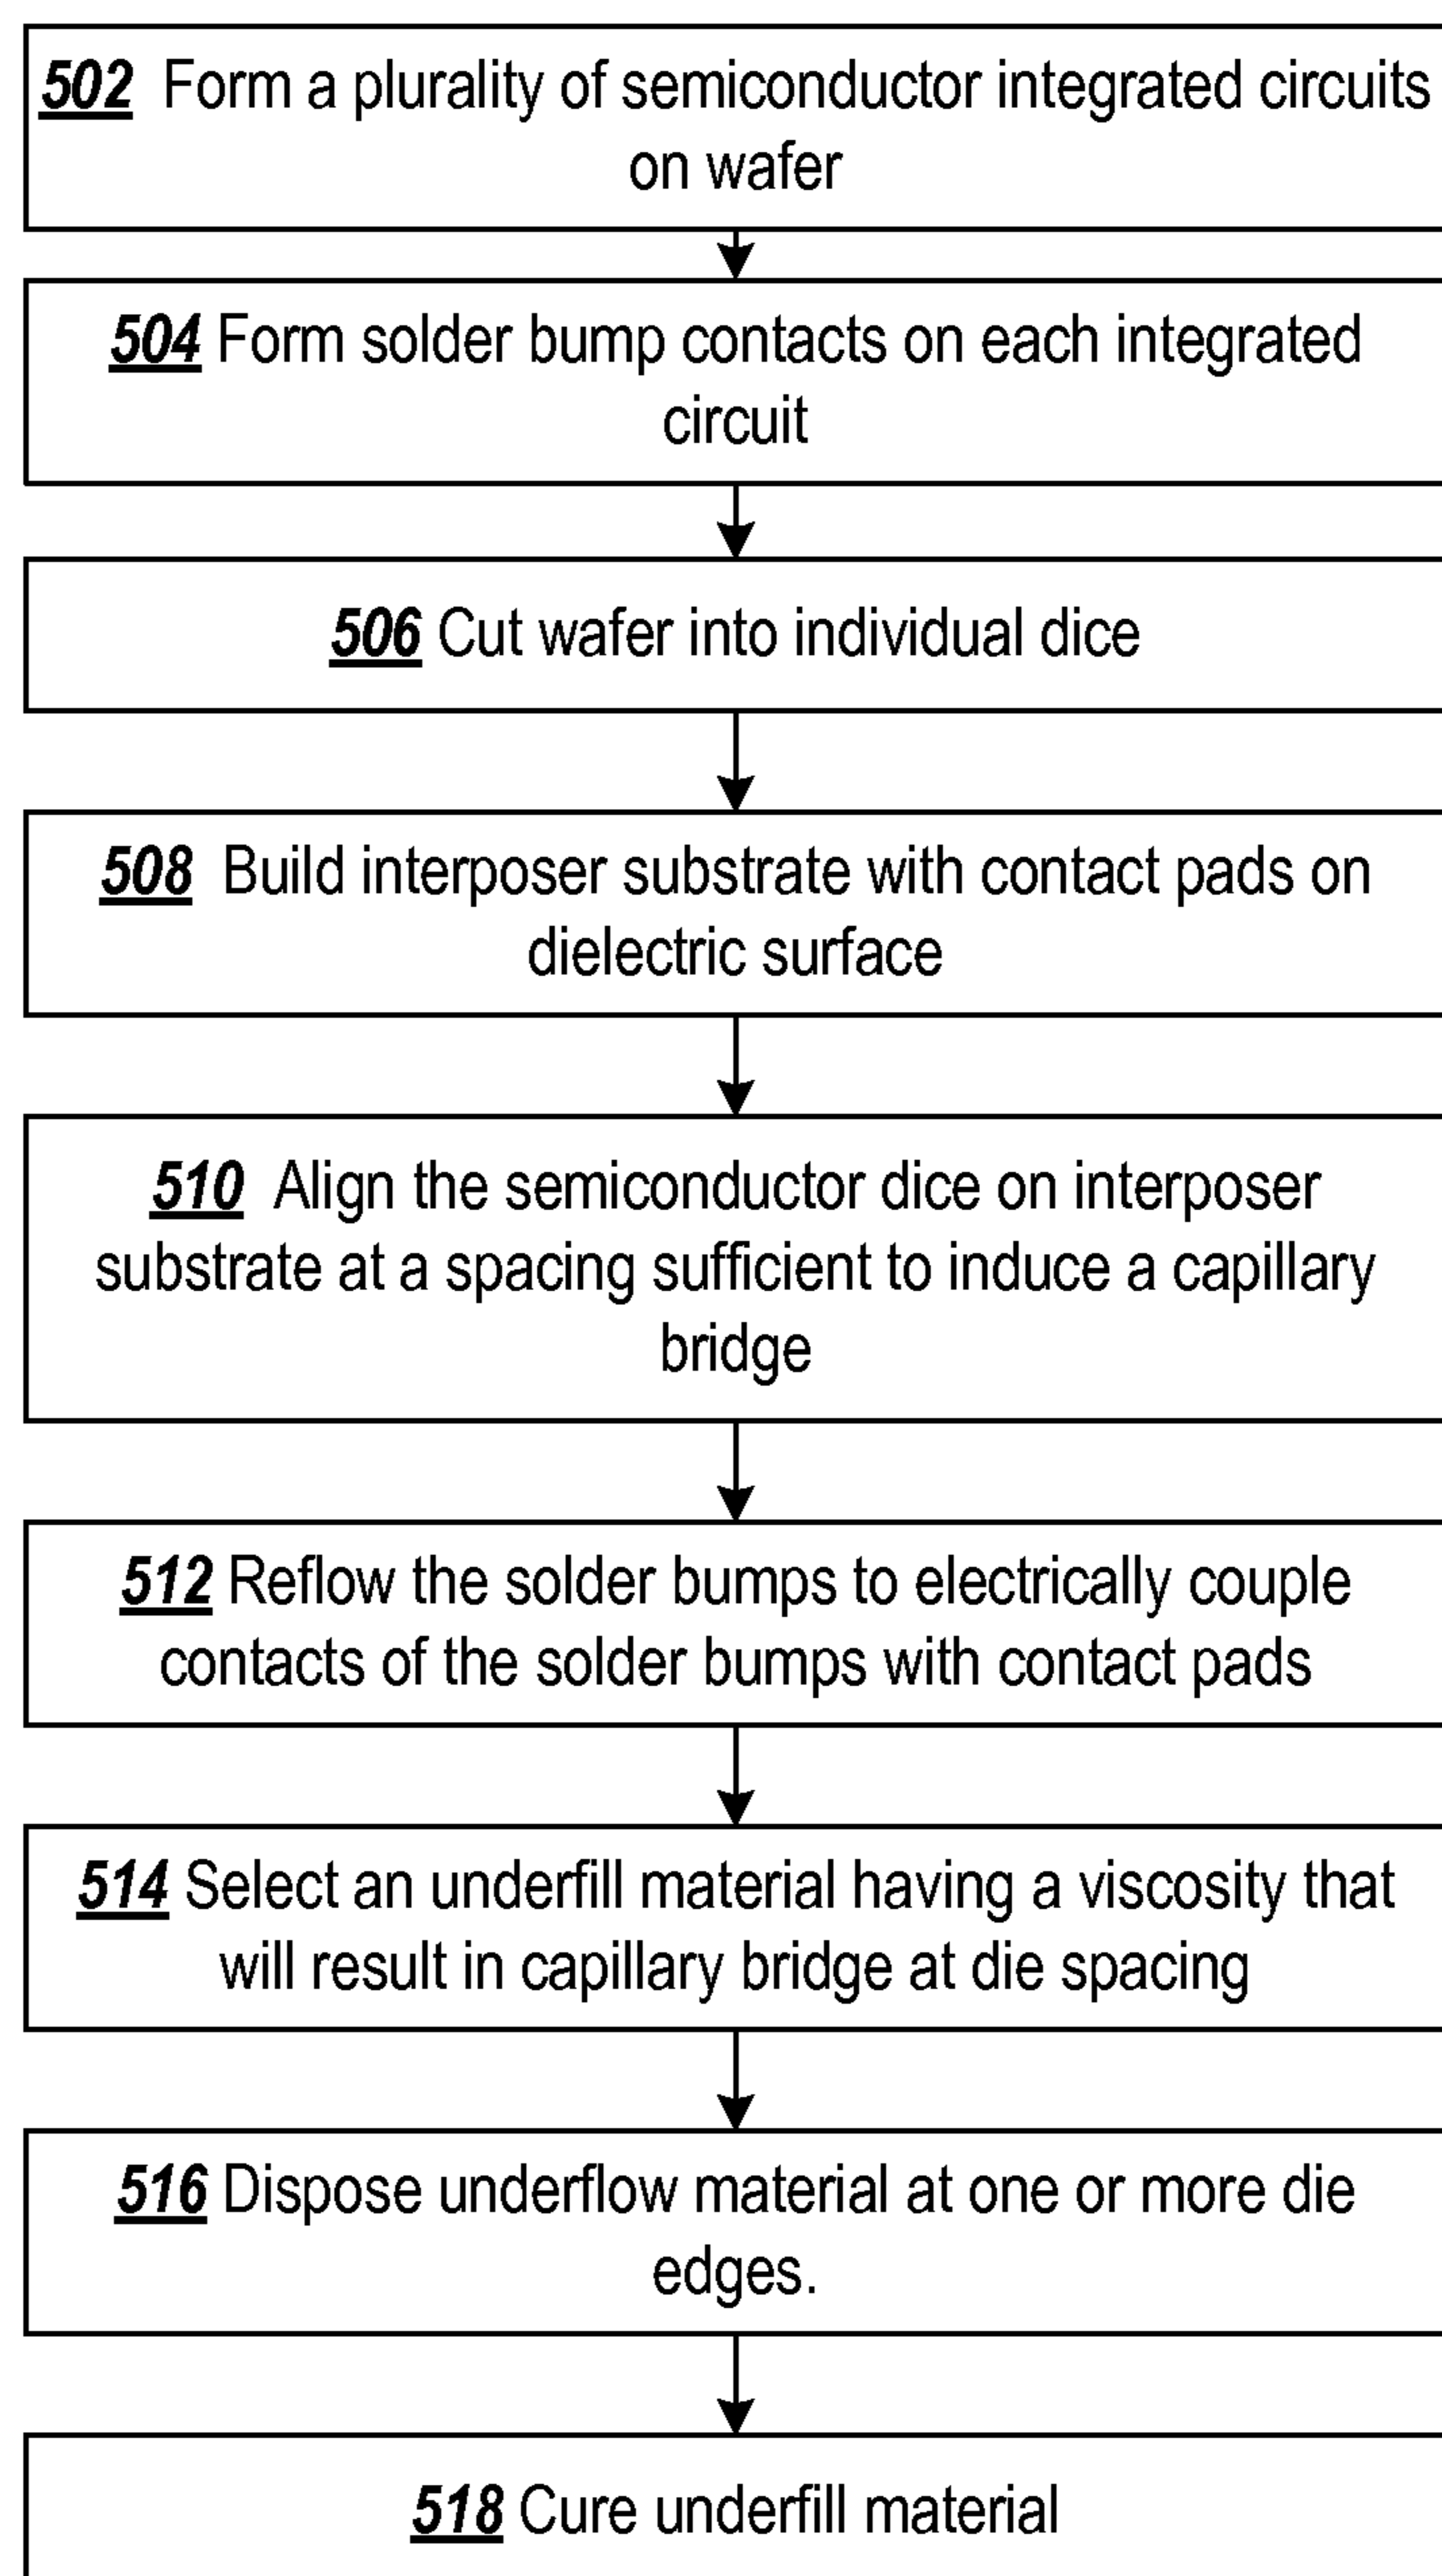 502 Form a plurality of semiconductor integrated circuits
on wafer
504 Form solder bump contacts on each integrated
circuit
506 Cut wafer into individual dice
508 Build interposer substrate with contact pads on
dielectric surface
510 Align the semiconductor dice on interposer
substrate at a spacing sufficient to induce a capillary
bridge
512 Reflow the solder bumps to electrically couple
contacts of the solder bumps with contact pads
514 Select an underfill material having a viscosity that
will result in capillary bridge at die spacing
516 Dispose underflow material at one or more die
edges.
518 Cure underfill material